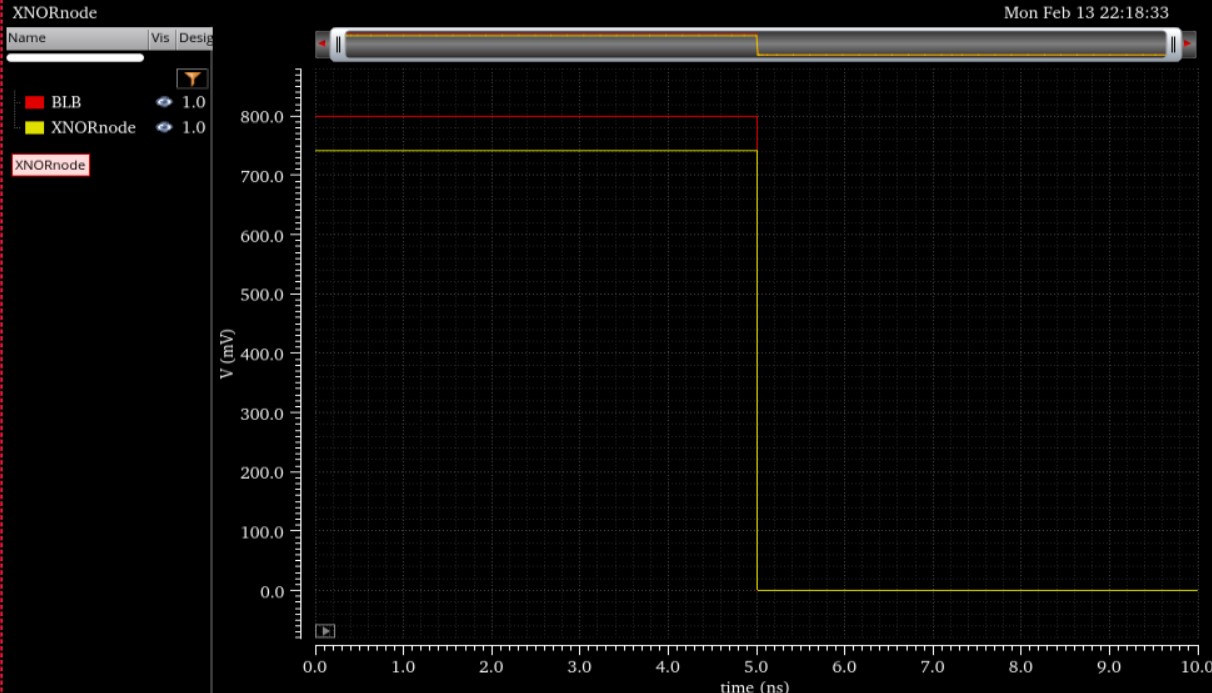 XNORnode Mon Feb 13 22:18:33
Name Vis Desig
BLB 1.0
XNORnode 1.0
XNORnode
V (mV)
800.0
700.0
600.0
500.0
400.0
300.0
200.0
100.0
0.0
0.0 1.0 2.0 3.0 4.0 5.0 6.0 7.0 8.0 9.0 10.0
time (ns)